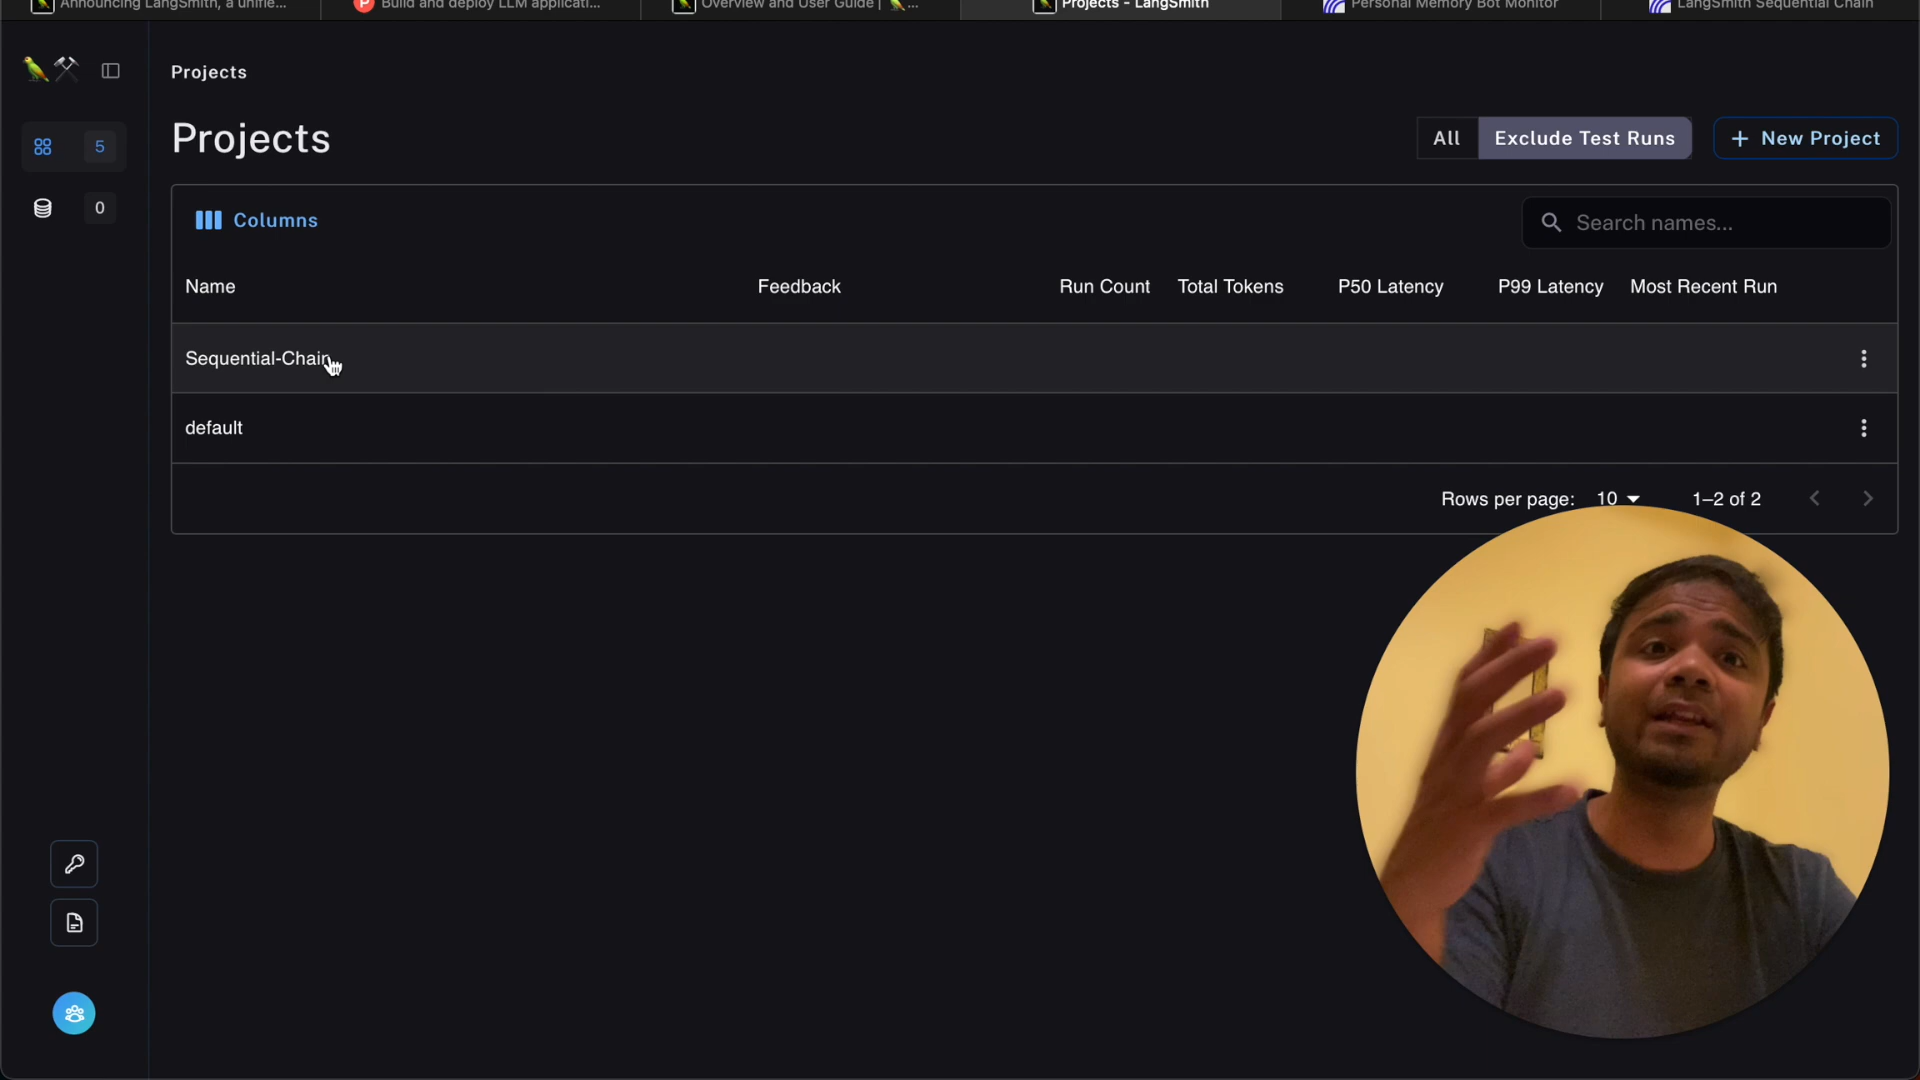 Announcing LangSmith, a unifie...
Build and deploy LLM applicati...
Overview and User Guide | 🦜...
Projects - LangSmith
Personal Memory Bot Monitor
LangSmith Sequential Chain
Projects
5
0
Projects
All
Exclude Test Runs
+ New Project
Columns
Search names...
Name Feedback Run Count Total Tokens P50 Latency P99 Latency Most Recent Run
Sequential-Chain
default
Rows per page: 10 1–2 of 2